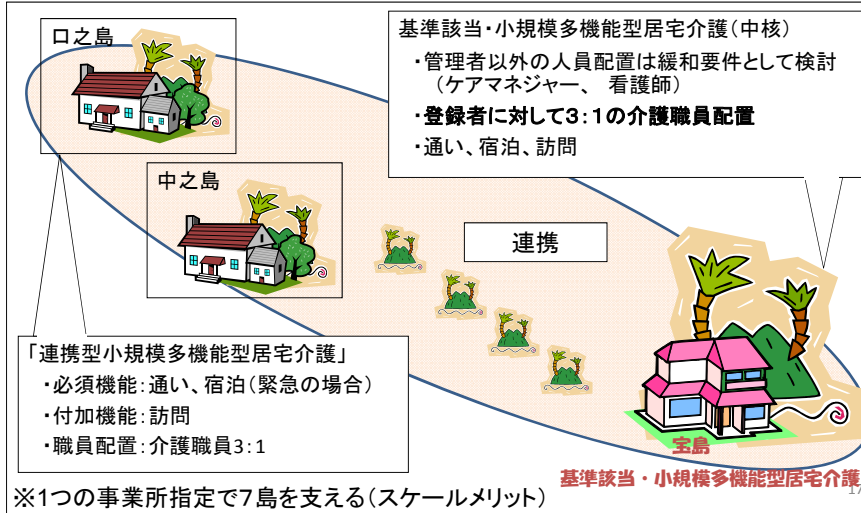 口之島
中之島
基準該当・小規模多機能型居宅介護(中核)
・管理者以外の人員配置は緩和要件として検討
(ケアマネジャー、 看護師)
・登録者に対して3:1の介護職員配置
・通い、宿泊、訪問
連携
「連携型小規模多機能型居宅介護」
・必須機能:通い、宿泊(緊急の場合)
・付加機能:訪問
・職員配置:介護職員3:1
宝島
基準該当・小規模多機能型居宅介護
※1つの事業所指定で7島を支える(スケールメリット)
17